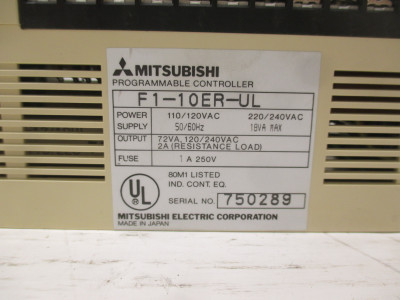 MITSUBISHI
PROGRAMMABLE CONTROLLER
F1-10ER-UL
POWER SUPPLY 110/120VAC 220/240VAC
50/60Hz 18VA MAX
OUTPUT 72VA, 120/240VAC
2A (RESISTANCE LOAD)
FUSE 1 A 250V
UL
80M1 LISTED
IND. CONT. EQ.
SERIAL NO. 750289
MITSUBISHI ELECTRIC CORPORATION
MADE IN JAPAN